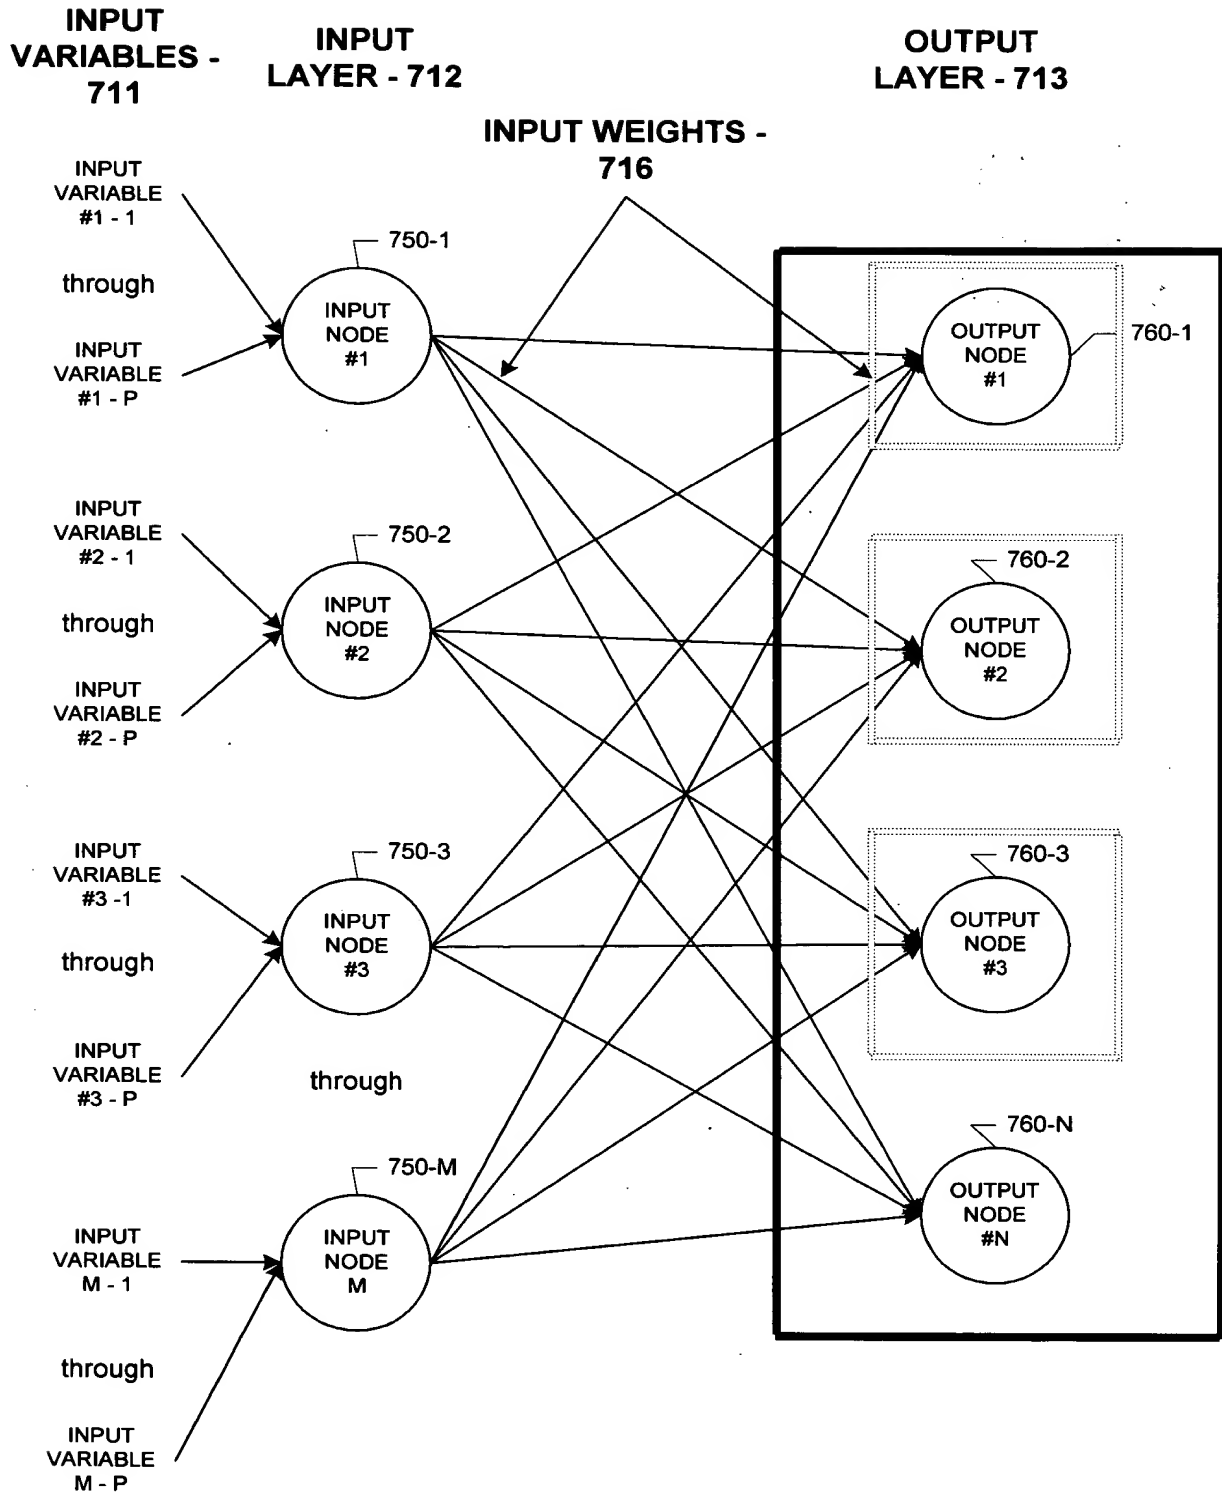 INPUT
VARIABLES -
711
INPUT
LAYER - 712
OUTPUT
LAYER - 713
INPUT WEIGHTS -
716
INPUT
VARIABLE
#1 - 1
through
INPUT
VARIABLE
#1 - P
750-1
INPUT
NODE
#1
OUTPUT
NODE
#1
760-1
INPUT
VARIABLE
#2 - 1
through
INPUT
VARIABLE
#2 - P
750-2
INPUT
NODE
#2
760-2
OUTPUT
NODE
#2
INPUT
VARIABLE
#3 -1
through
INPUT
VARIABLE
#3 - P
750-3
INPUT
NODE
#3
through
760-3
OUTPUT
NODE
#3
750-M
INPUT
NODE
M
760-N
OUTPUT
NODE
#N
INPUT
VARIABLE
M - 1
through
INPUT
VARIABLE
M - P